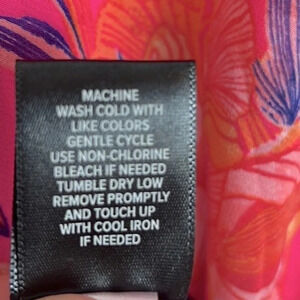 MACHINE
WASH COLD WITH
LIKE COLORS
GENTLE CYCLE
USE NON-CHLORINE
BLEACH IF NEEDED
TUMBLE DRY LOW
REMOVE PROMPTLY
AND TOUCH UP
WITH COOL IRON
IF NEEDED